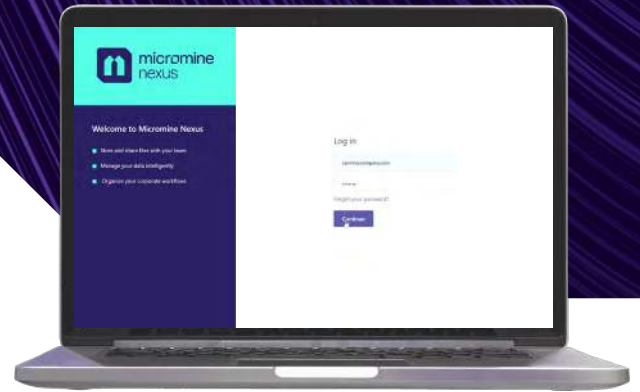 micromine
nexus
Welcome to Micromine Nexus
Store and share files with your team
Manage your data intelligently
Organize your corporate workflows
Log in
Forgot your password?
Continue